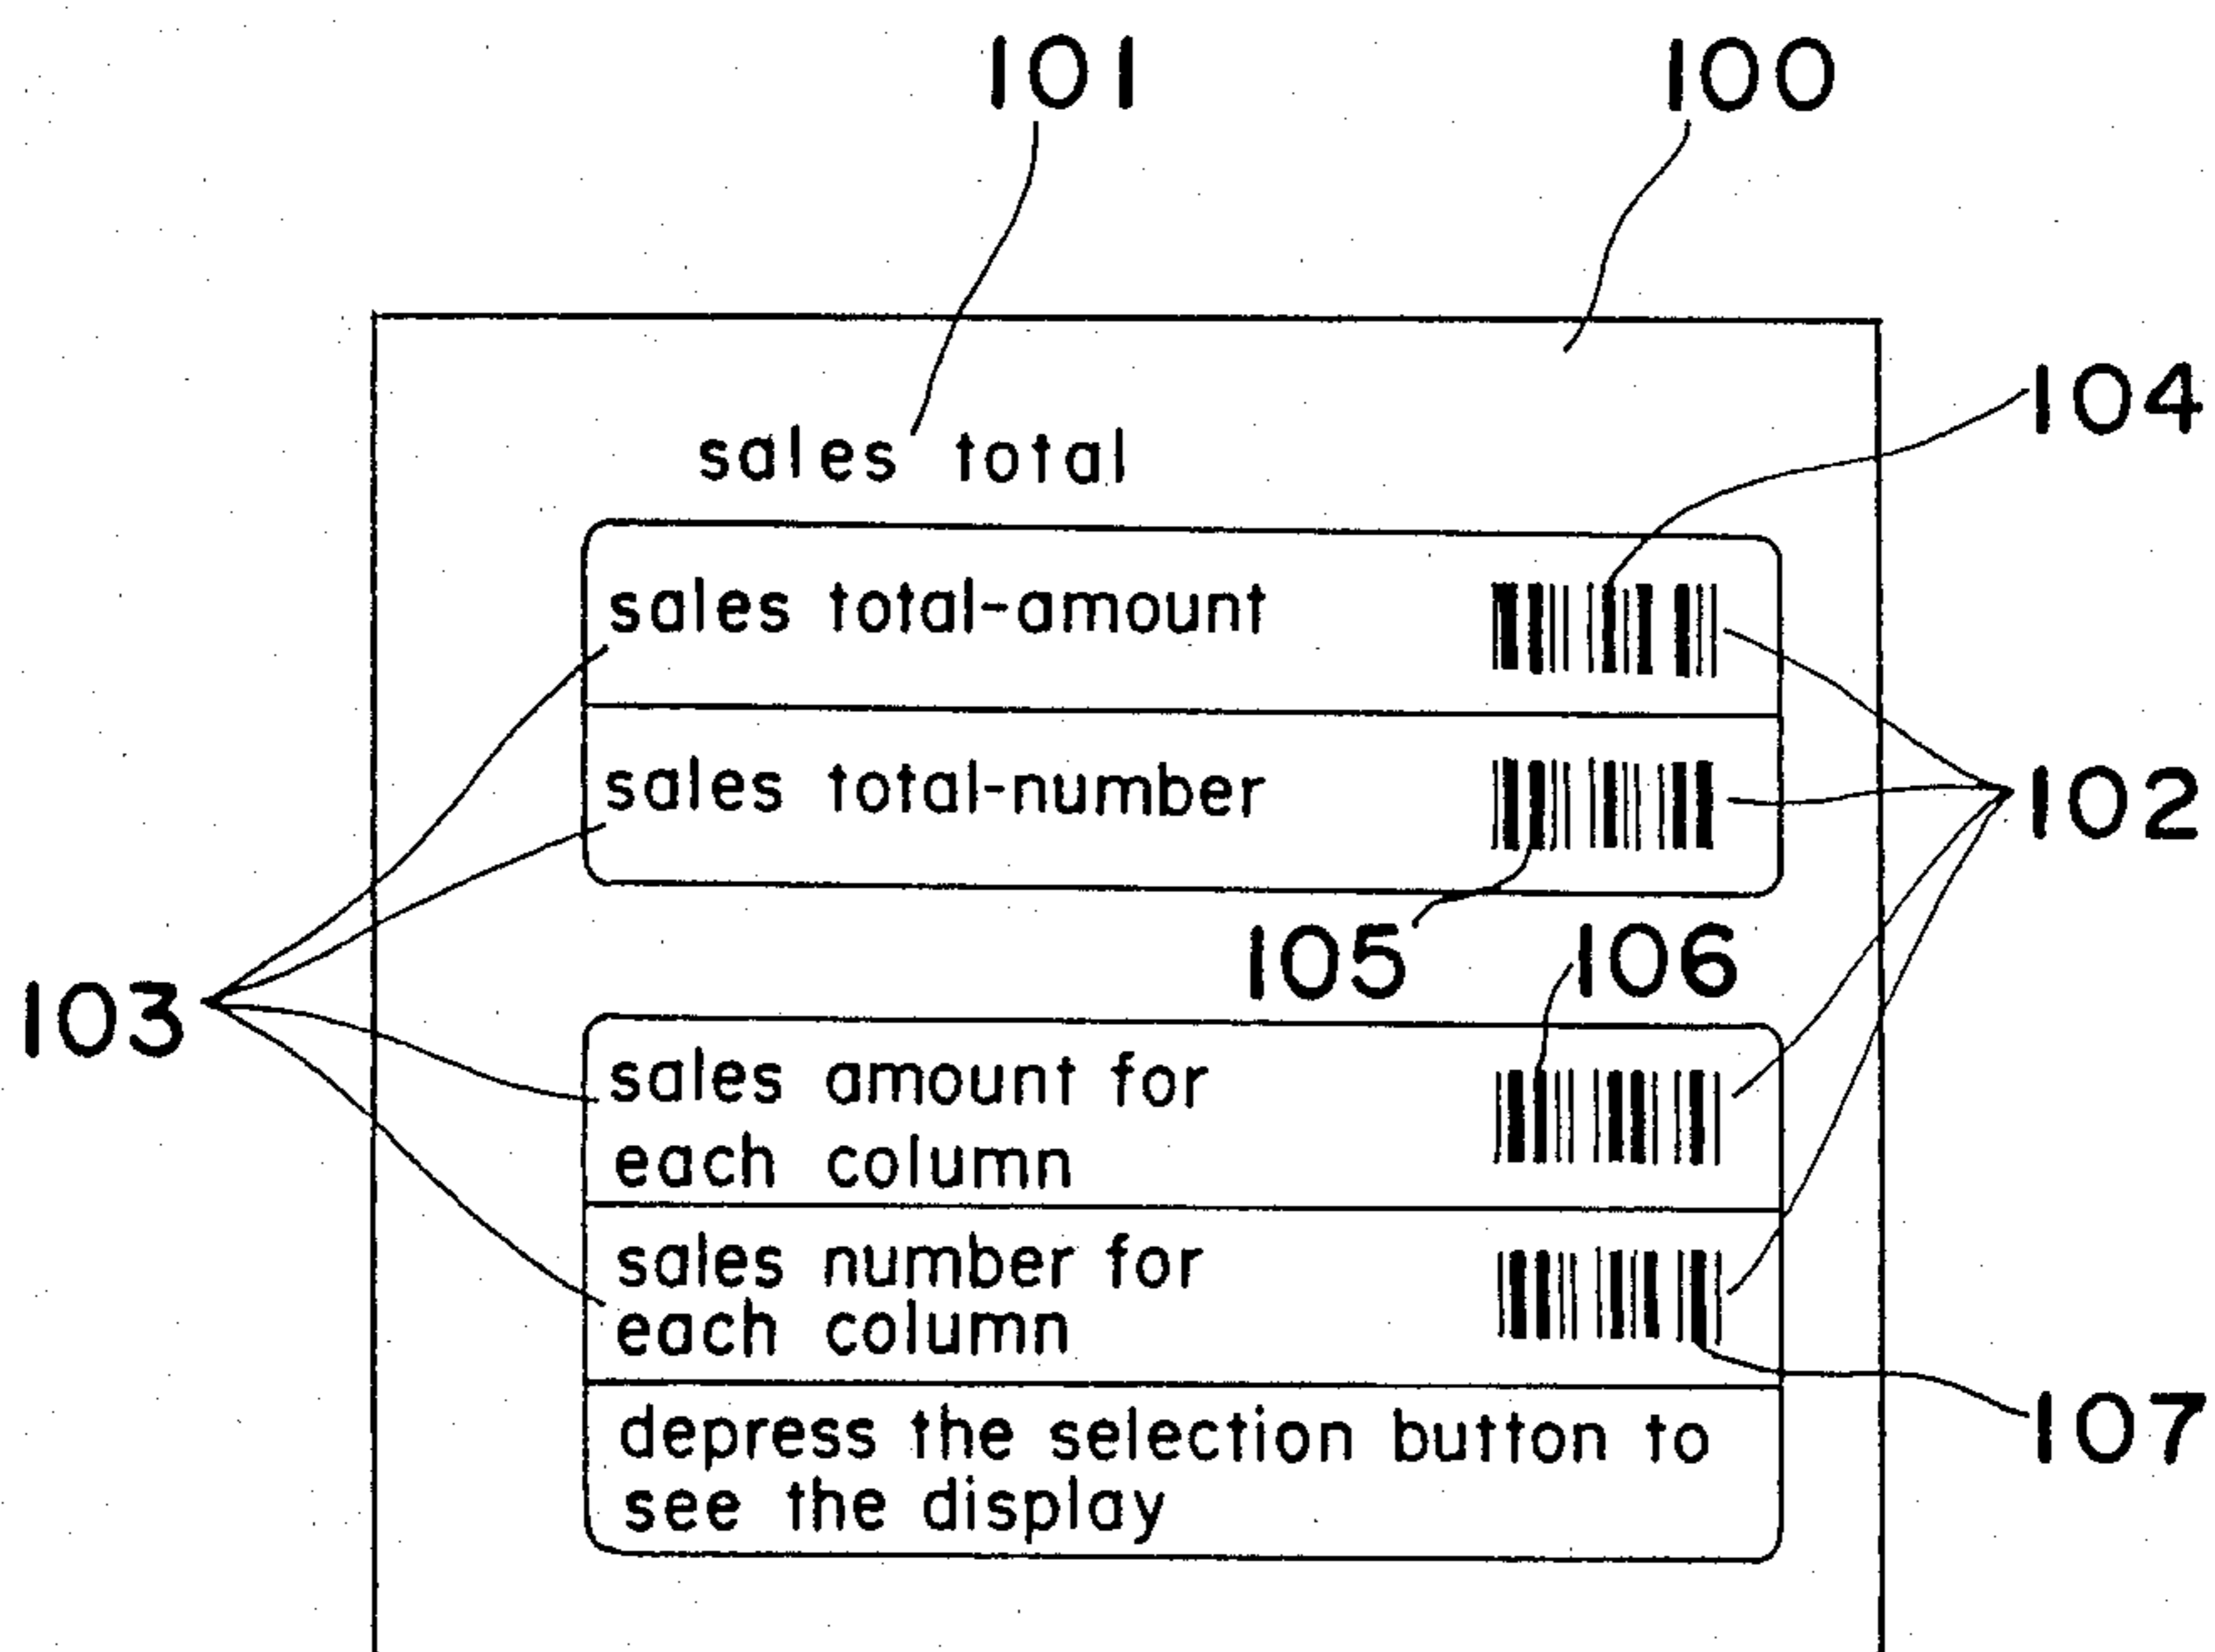 101
100
104
sales total
sales total-amount
102
sales total-number
105
106
103
sales amount for
each column
sales number for
each column
107
depress the selection button to
see the display